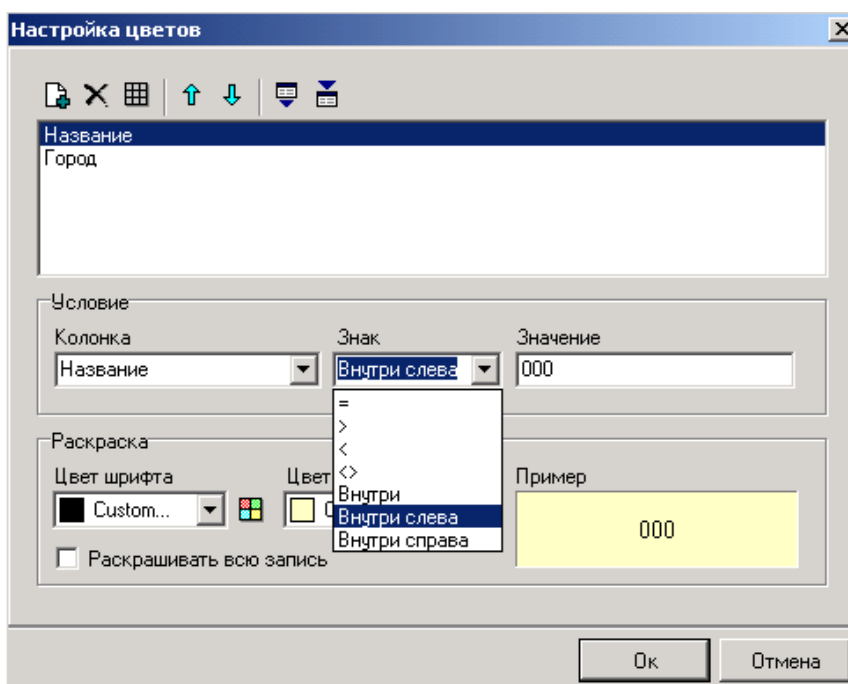 Настройка цветов
Название
Город
Условие
Колонка Знак Значение
Название Внутри слева 000
=
>
<
<>
Внутри
Внутри слева
Внутри справа
Раскраска
Цвет шрифта Цвет Пример
Custom... 000
Раскрашивать всю запись
Ок Отмена